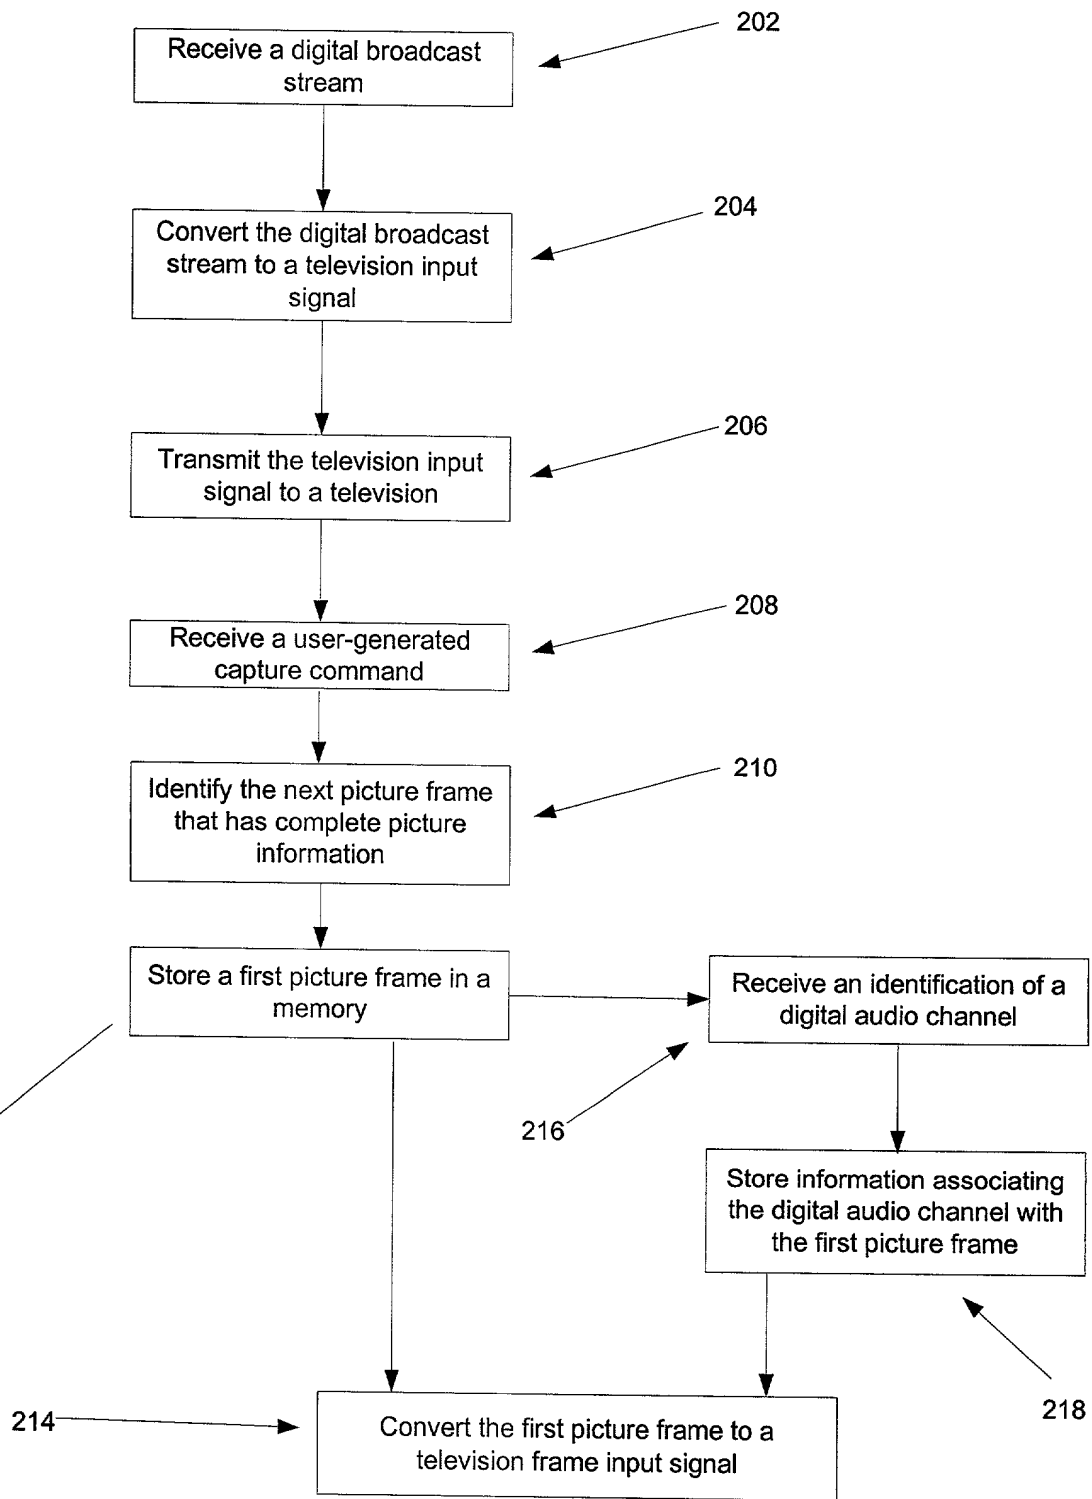 Receive a digital broadcast
stream
202
Convert the digital broadcast
stream to a television input
signal
204
Transmit the television input
signal to a television
206
Receive a user-generated
capture command
208
Identify the next picture frame
that has complete picture
information
210
Store a first picture frame in a
memory
Receive an identification of a
digital audio channel
216
Store information associating
the digital audio channel with
the first picture frame
218
214
Convert the first picture frame to a
television frame input signal